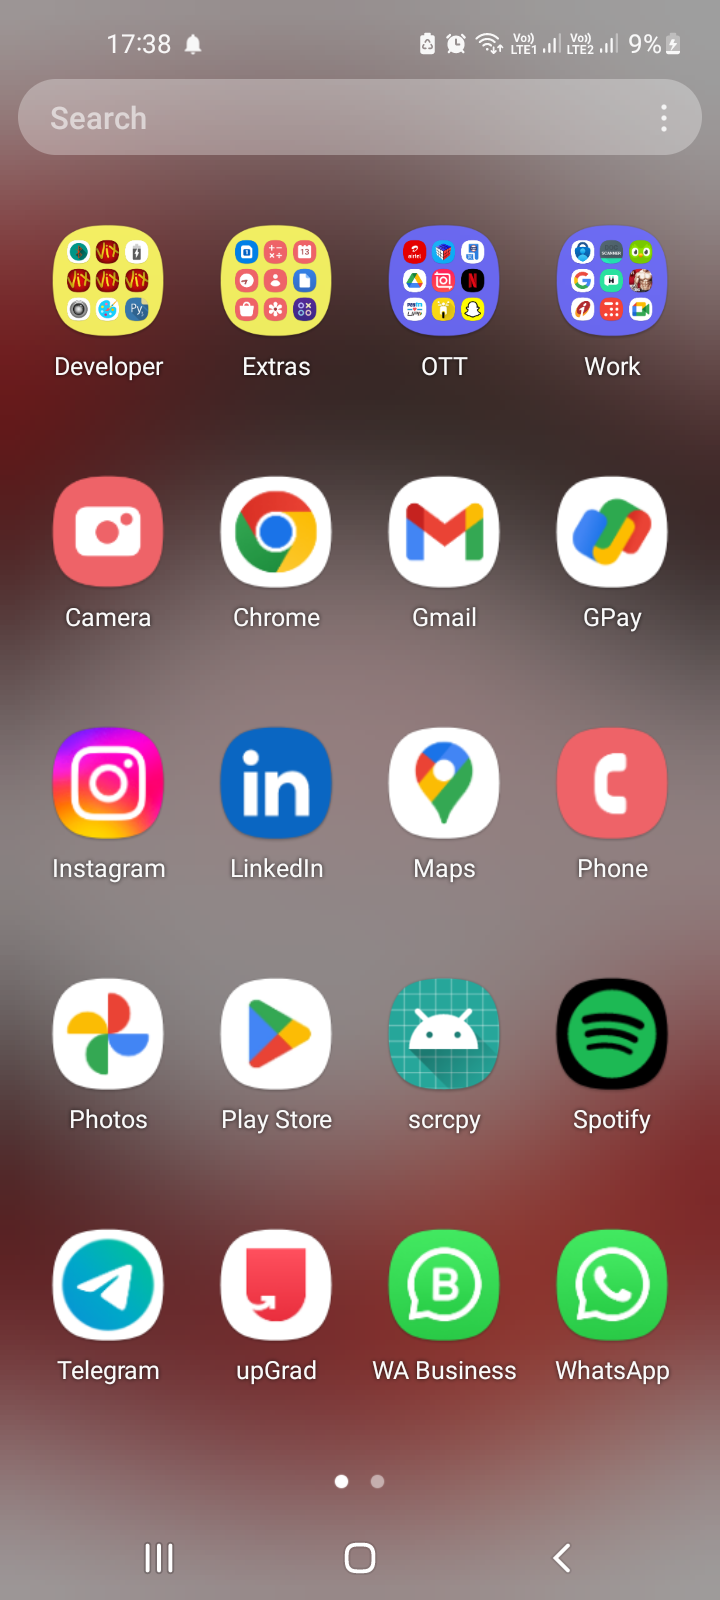 17:38
Vo)) LTE1 Vo)) LTE2 9%
Search
Developer Extras OTT Work
Camera Chrome Gmail GPay
Instagram LinkedIn Maps Phone
Photos Play Store scrcpy Spotify
Telegram upGrad WA Business WhatsApp